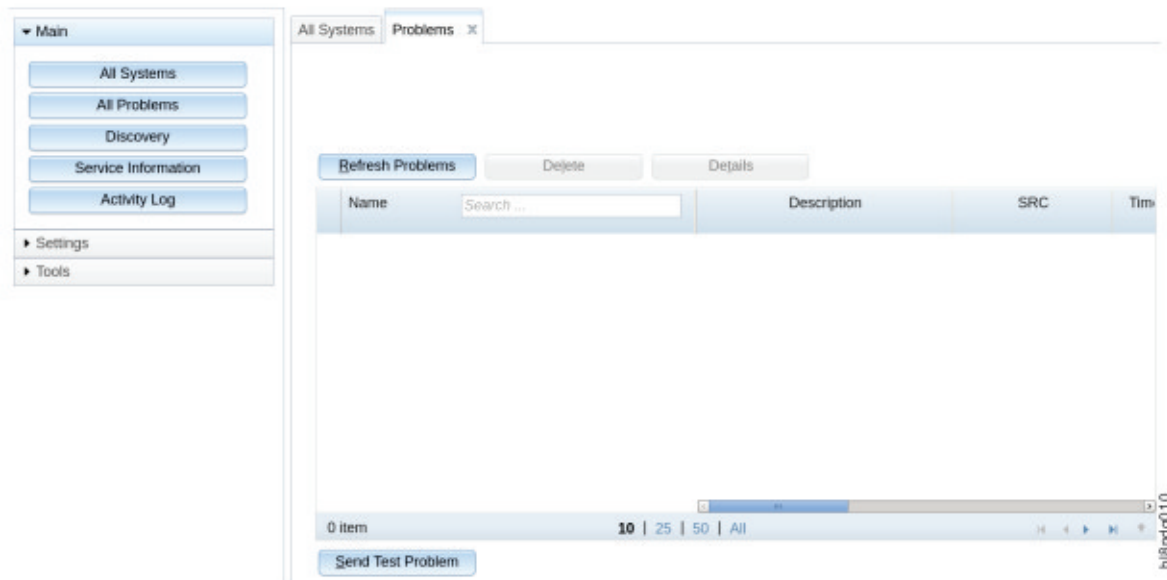 Main
All Systems
All Problems
Discovery
Service Information
Activity Log
Settings
Tools
All Systems Problems
Refresh Problems Delete Details
Name Search ... Description SRC Tim
0 item 10 | 25 | 50 | All
Send Test Problem